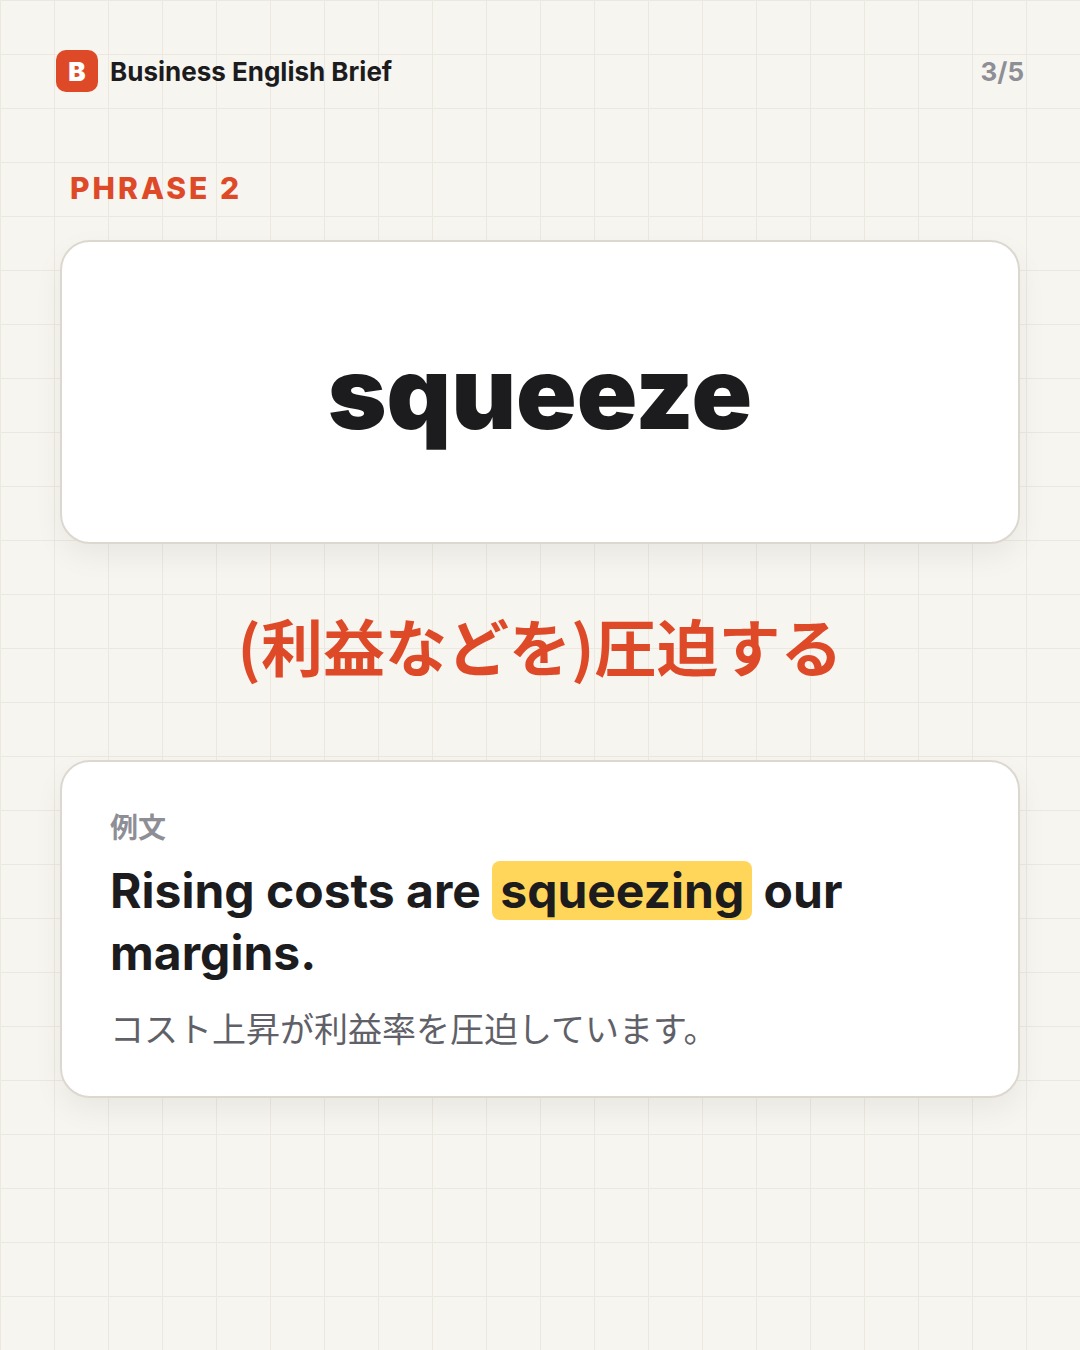 B Business English Brief 3/5
PHRASE 2
squeeze
(利益などを)圧迫する
例文
Rising costs are squeezing our
margins.
コスト上昇が利益率を圧迫しています。